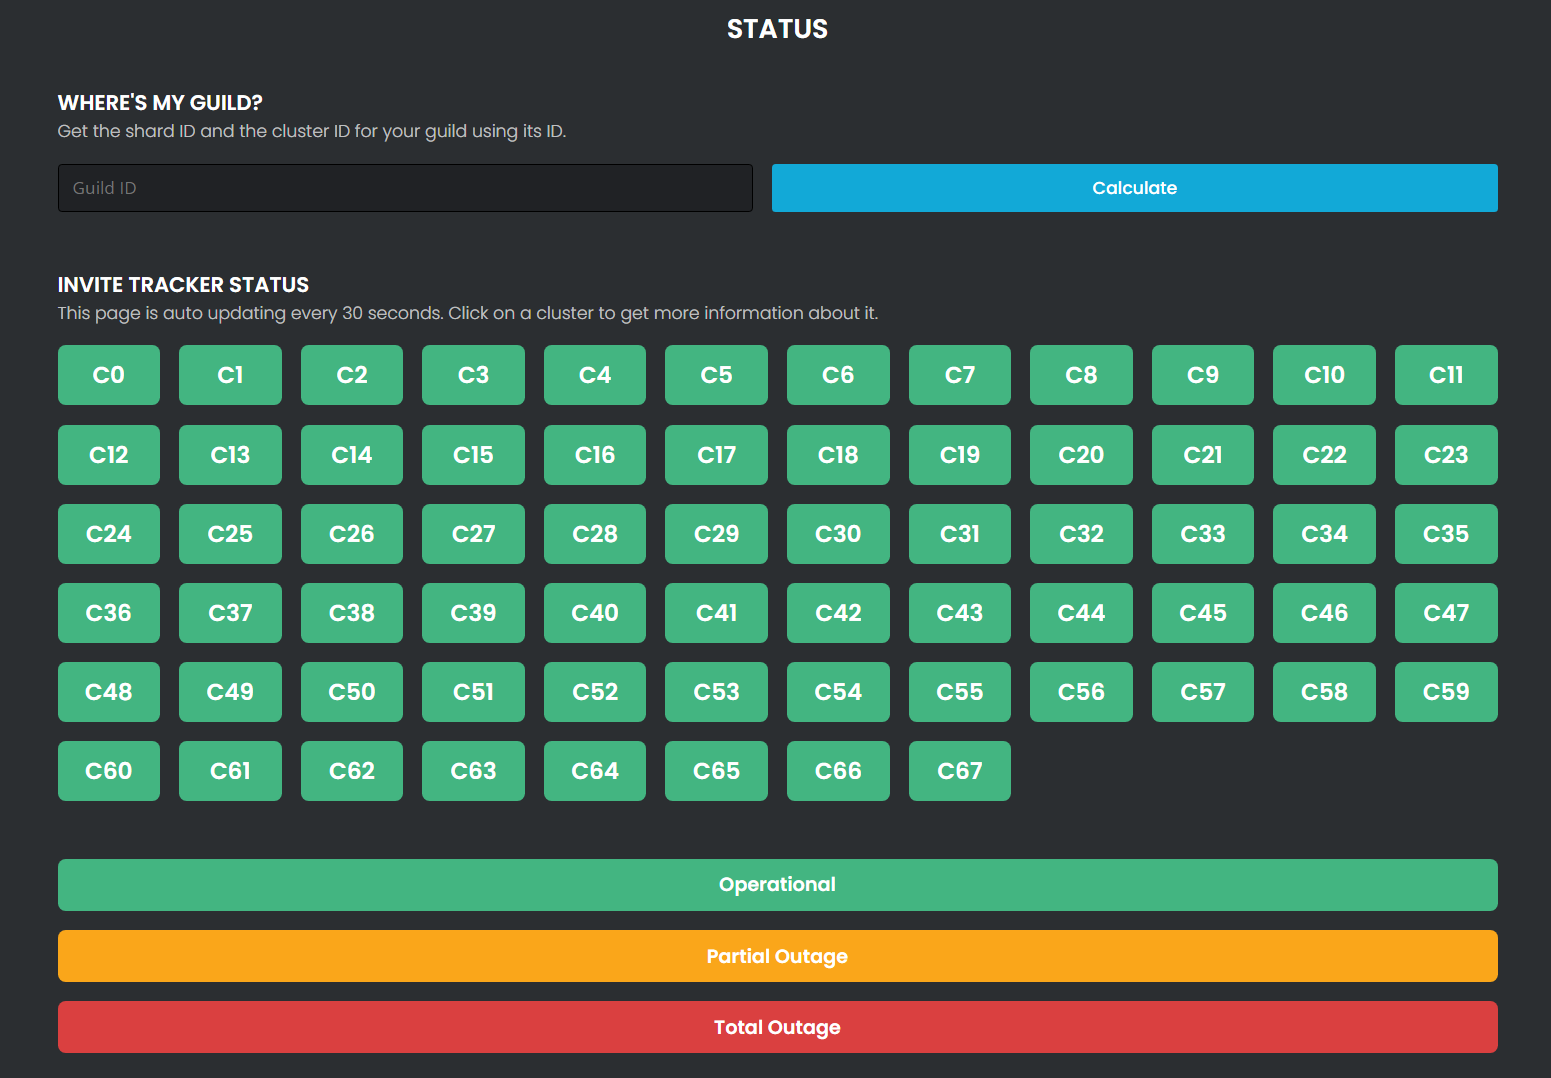 STATUS
WHERE'S MY GUILD?
Get the shard ID and the cluster ID for your guild using its ID.
Guild ID Calculate
INVITE TRACKER STATUS
This page is auto updating every 30 seconds. Click on a cluster to get more information about it.
C0 C1 C2 C3 C4 C5 C6 C7 C8 C9 C10 C11
C12 C13 C14 C15 C16 C17 C18 C19 C20 C21 C22 C23
C24 C25 C26 C27 C28 C29 C30 C31 C32 C33 C34 C35
C36 C37 C38 C39 C40 C41 C42 C43 C44 C45 C46 C47
C48 C49 C50 C51 C52 C53 C54 C55 C56 C57 C58 C59
C60 C61 C62 C63 C64 C65 C66 C67
Operational
Partial Outage
Total Outage